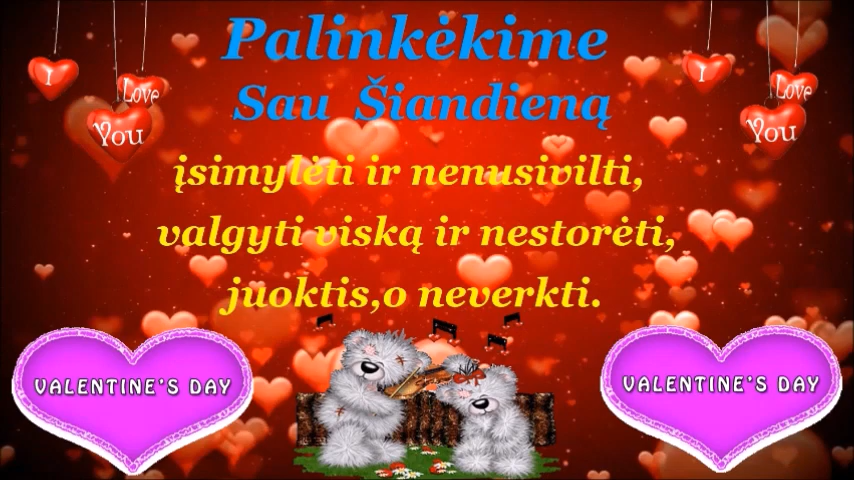 Palinkėkime
Sau Šiandieną
įsimylėti ir nenusivilti,
valgyti viską ir nestorėti,
juoktis,o neverkti.
I
Love
You
I
Love
You
VALENTINE'S DAY
VALENTINE'S DAY